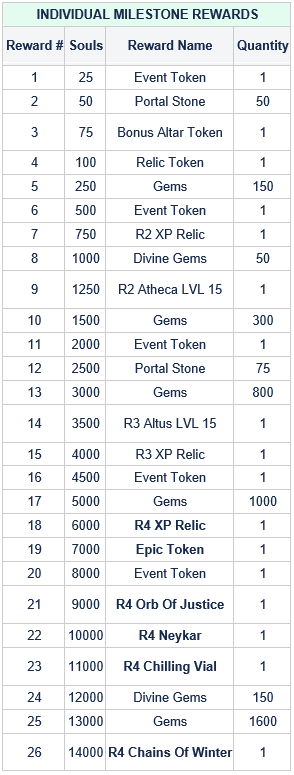 INDIVIDUAL MILESTONE REWARDS
Reward # Souls Reward Name Quantity
1 25 Event Token 1
2 50 Portal Stone 50
3 75 Bonus Altar Token 1
4 100 Relic Token 1
5 250 Gems 150
6 500 Event Token 1
7 750 R2 XP Relic 1
8 1000 Divine Gems 50
9 1250 R2 Atheca LVL 15 1
10 1500 Gems 300
11 2000 Event Token 1
12 2500 Portal Stone 75
13 3000 Gems 800
14 3500 R3 Altus LVL 15 1
15 4000 R3 XP Relic 1
16 4500 Event Token 1
17 5000 Gems 1000
18 6000 R4 XP Relic 1
19 7000 Epic Token 1
20 8000 Event Token 1
21 9000 R4 Orb Of Justice 1
22 10000 R4 Neykar 1
23 11000 R4 Chilling Vial 1
24 12000 Divine Gems 150
25 13000 Gems 1600
26 14000 R4 Chains Of Winter 1